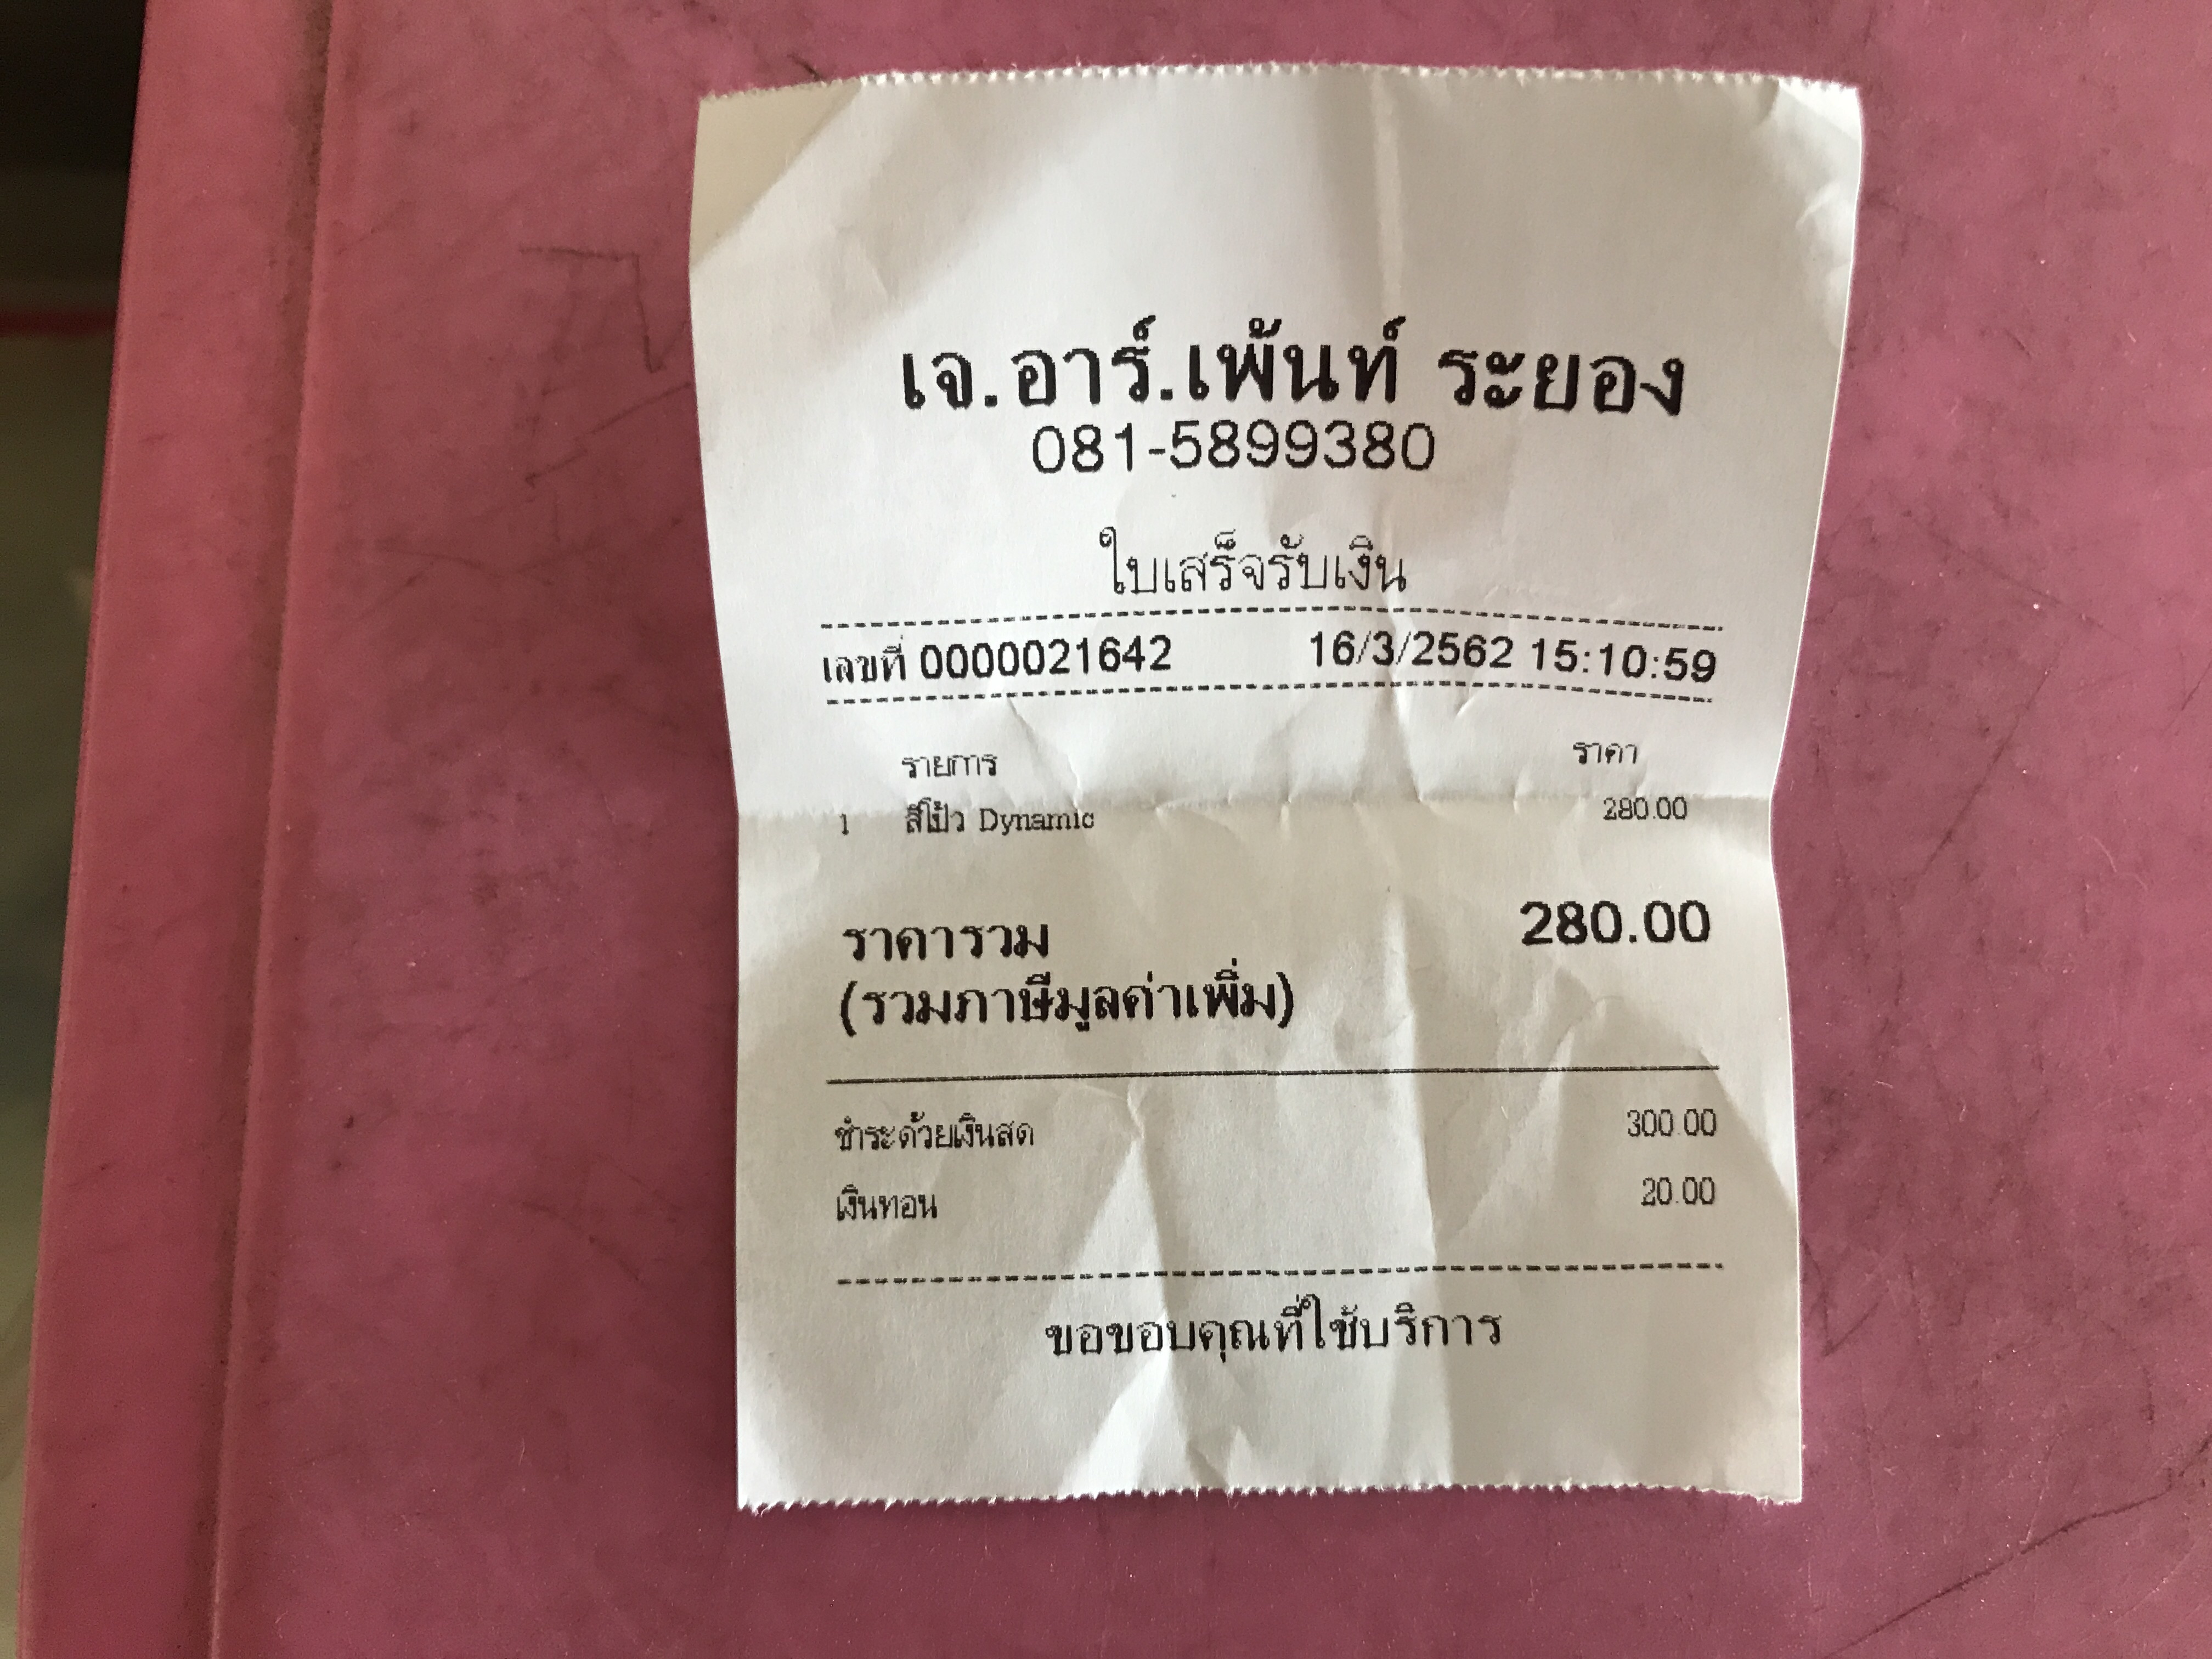 เจ.อาร์.เพ้นท์ ระยอง
081-5899380
ใบเสร็จรับเงิน
เลขที่ 0000021642 16/3/2562 15:10:59
รายการ ราคา
1 สีโป้ว Dynamic 280.00
ราคารวม 280.00
(รวมภาษีมูลค่าเพิ่ม)
ชำระด้วยเงินสด 300.00
เงินทอน 20.00
ขอขอบคุณที่ใช้บริการ